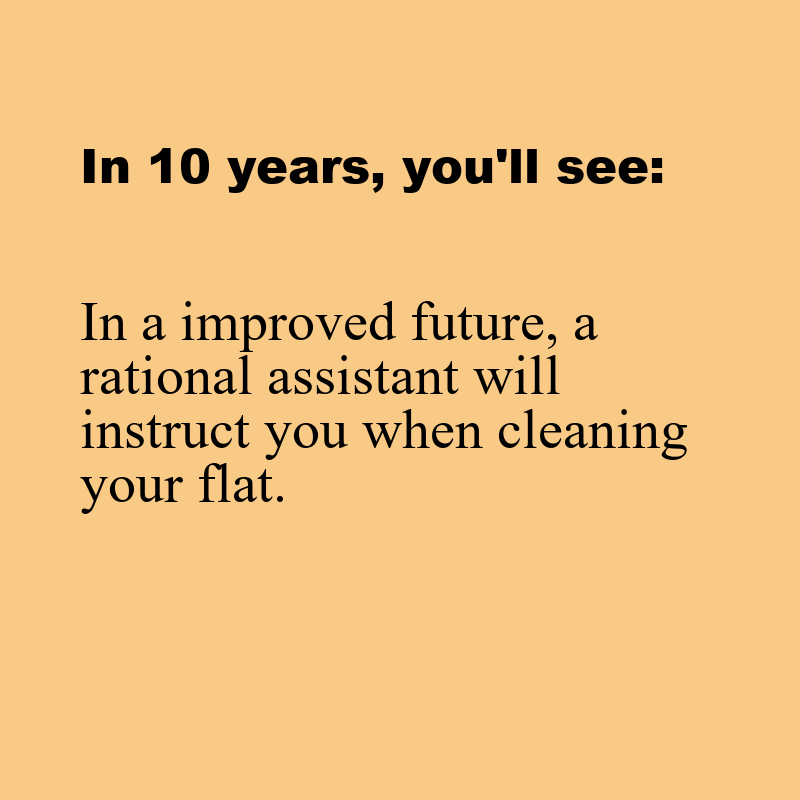 In 10 years, you'll see:
In a improved future, a
rational assistant will
instruct you when cleaning
your flat.